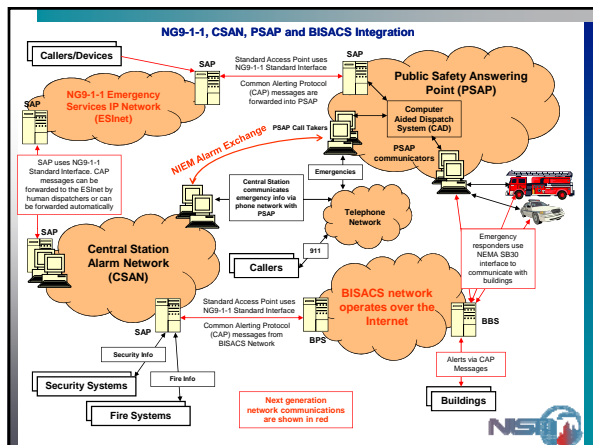 NG9-1-1, CSAN, PSAP and BISACS Integration
Callers/Devices
SAP
Standard Access Point uses
NG9-1-1 Standard Interface
Common Alerting Protocol
(CAP) messages are
forwarded into PSAP
SAP
Public Safety Answering
Point (PSAP)
SAP
NG9-1-1 Emergency
Services IP Network
(ESInet)
Computer
Aided Dispatch
System (CAD)
PSAP Call Takers
PSAP
communicators
NIEM Alarm Exchange
SAP uses NG9-1-1
Standard Interface. CAP
messages can be
forwarded to the ESInet by
human dispatchers or can
be forwarded automatically
Central Station
communicates
emergency info via
phone network with
PSAP
Emergencies
Telephone
Network
Emergency
responders use
NEMA SB30
interface to
communicate with
buildings
SAP
Central Station
Alarm Network
(CSAN)
911
Callers
BISACS network
operates over the
Internet
Standard Access Point uses
NG9-1-1 Standard Interface
Common Alerting Protocol
(CAP) messages from
BISACS Network
SAP
BPS
BBS
Security Info
Fire Info
Alerts via CAP
Messages
Security Systems
Fire Systems
Next generation
network communications
are shown in red
Buildings
NIST